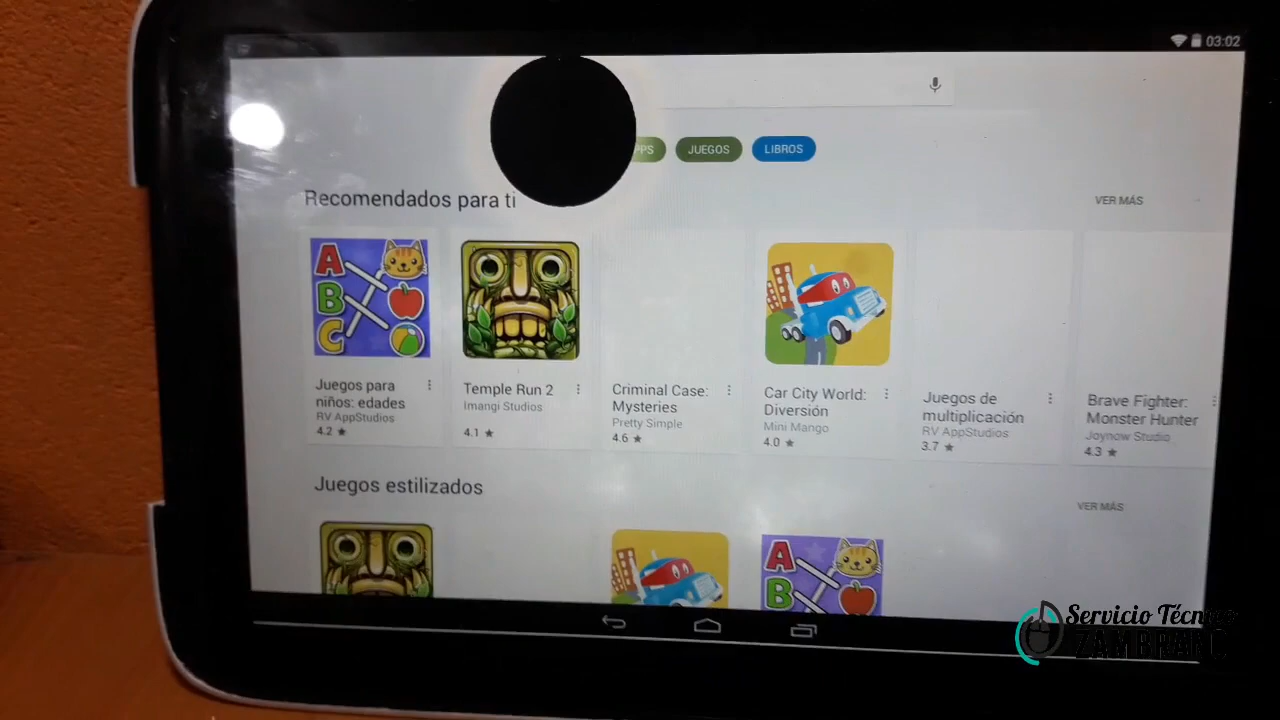 03:02
PPS JUEGOS LIBROS
Recomendados para ti VER MÁS
A
B
C
Juegos para
niños: edades
RV AppStudios
4.2 ★
Temple Run 2
Imangi Studios
4.1 ★
Criminal Case:
Mysteries
Pretty Simple
4.6 ★
Car City World:
Diversión
Mini Mango
4.0 ★
Juegos de
multiplicación
RV AppStudios
3.7 ★
Brave Fighter:
Monster Hunter
Joynow Studio
4.3 ★
Juegos estilizados VER MÁS
A
B
Servicio Técnico
ZAMBRANO